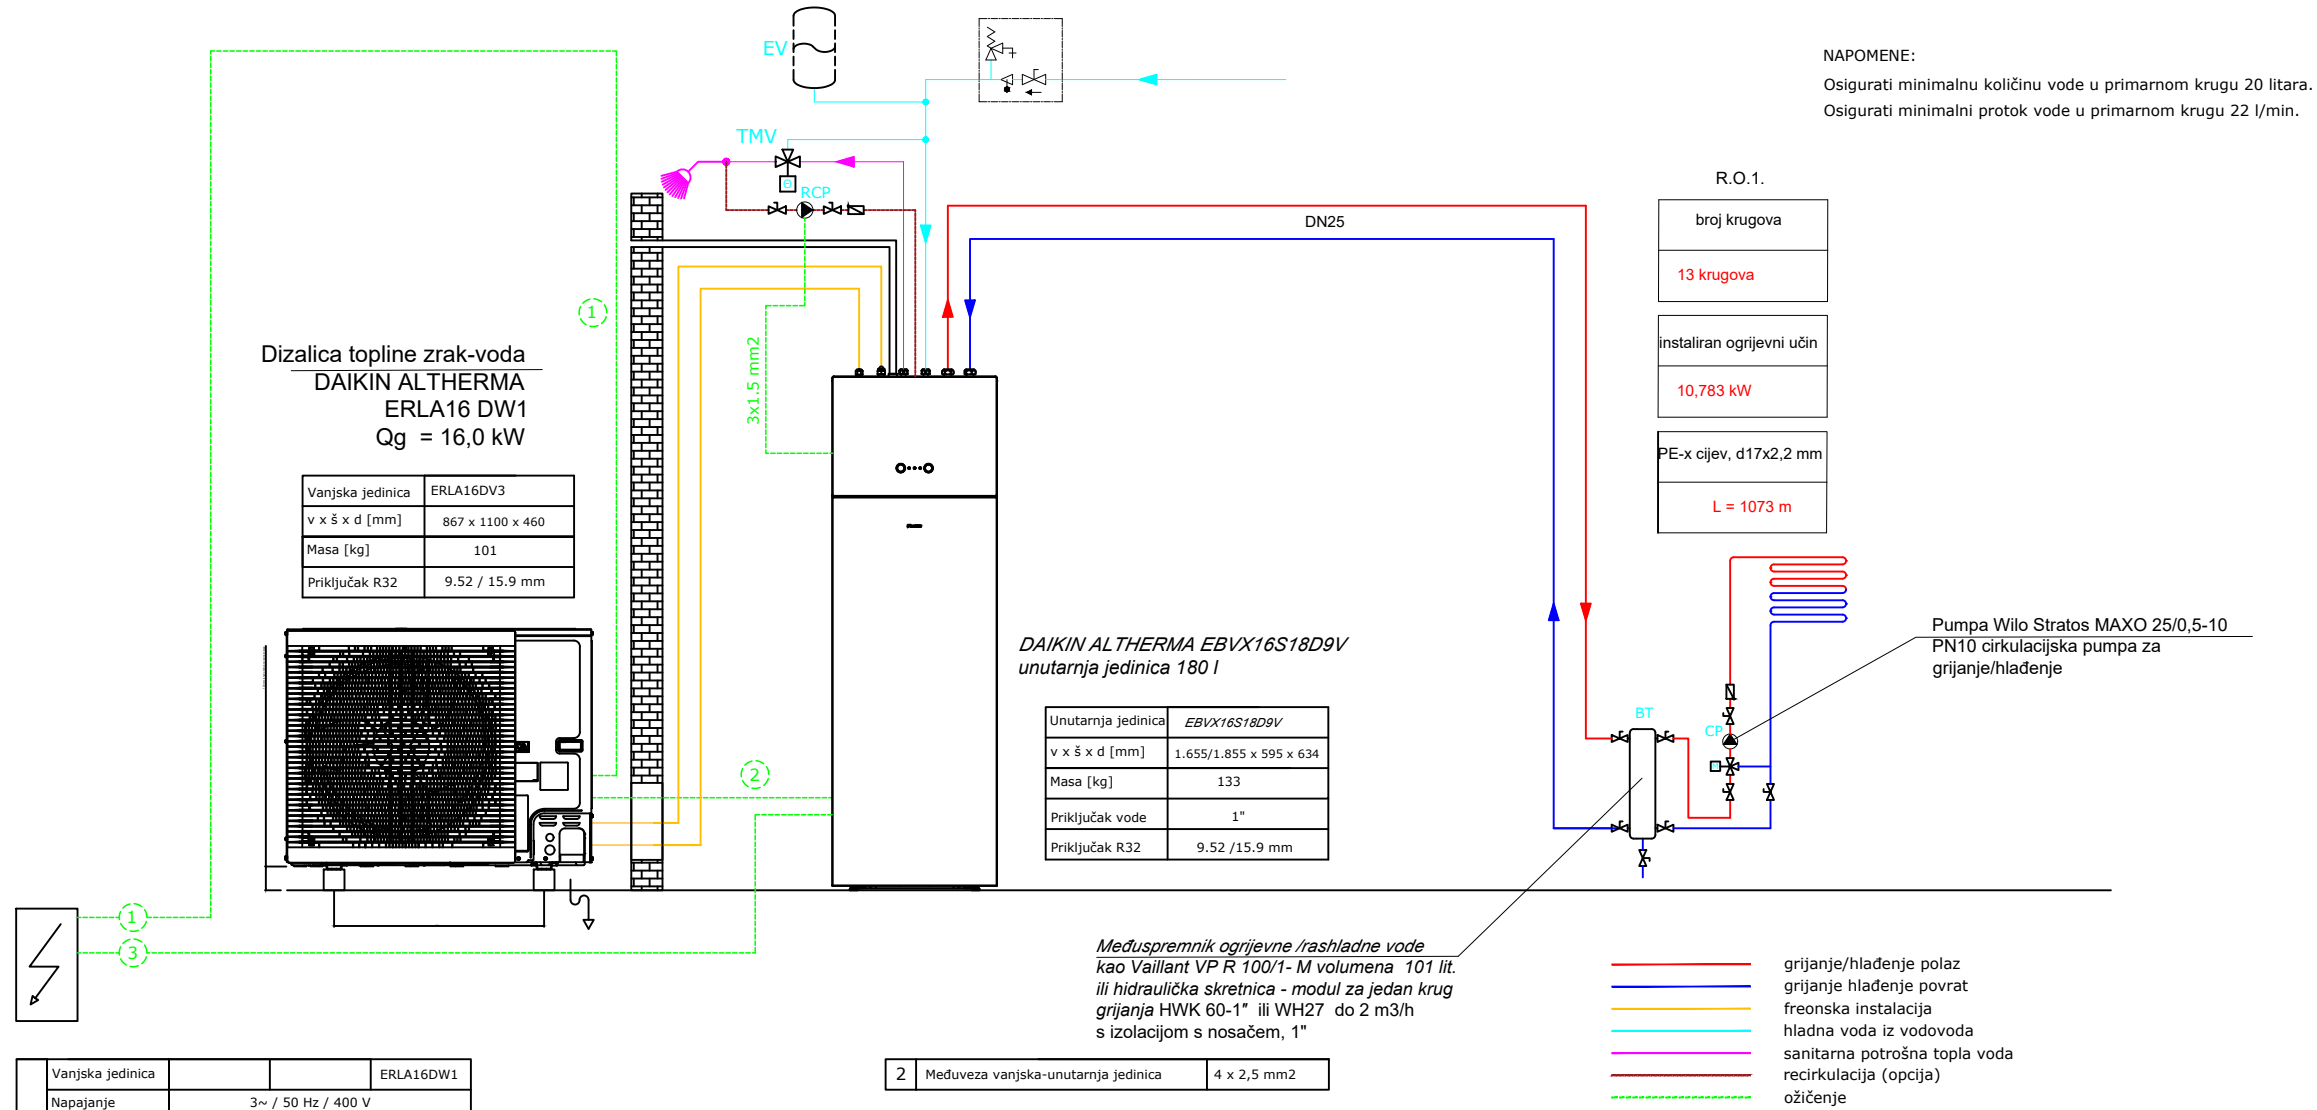 EV
NAPOMENE:
Osigurati minimalnu količinu vode u primarnom krugu 20 litara.
Osigurati minimalni protok vode u primarnom krugu 22 l/min.
TMV
RCP
R.O.1.
broj krugova
13 krugova
DN25
instaliran ogrijevni učin
10,783 kW
PE-x cijev, d17x2,2 mm
L = 1073 m
1
3x1.5 mm2
Dizalica topline zrak-voda
DAIKIN ALTHERMA
ERLA16 DW1
Qg = 16,0 kW
Vanjska jedinica ERLA16DV3
v x š x d [mm] 867 x 1100 x 460
Masa [kg] 101
Priključak R32 9.52 / 15.9 mm
DAIKIN ALTHERMA EBVX16S18D9V
unutarnja jedinica 180 l
Unutarnja jedinica EBVX16S18D9V
v x š x d [mm] 1.655/1.855 x 595 x 634
Masa [kg] 133
Priključak vode 1"
Priključak R32 9.52 /15.9 mm
Pumpa Wilo Stratos MAXO 25/0,5-10
PN10 cirkulacijska pumpa za
grijanje/hlađenje
BT
CP
2
1
3
Međuspremnik ogrijevne /rashladne vode
kao Vaillant VP R 100/1- M volumena 101 lit.
ili hidraulička skretnica - modul za jedan krug
grijanja HWK 60-1" ili WH27 do 2 m3/h
s izolacijom s nosačem, 1"
grijanje/hlađenje polaz
grijanje hlađenje povrat
freonska instalacija
hladna voda iz vodovoda
sanitarna potrošna topla voda
recirkulacija (opcija)
ožičenje
Vanjska jedinica ERLA16DW1
Napajanje 3~ / 50 Hz / 400 V
2 Međuveza vanjska-unutarnja jedinica 4 x 2,5 mm2